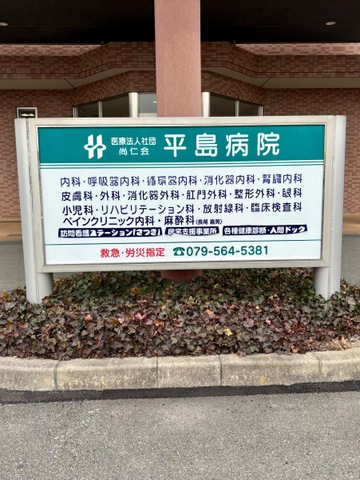 医療法人社団
尚仁会
平島病院
内科・呼吸器内科・循環器内科・消化器内科・腎臓内科
皮膚科・外科・消化器外科・肛門外科・整形外科・眼科
小児科・リハビリテーション科・放射線科・臨床検査科
ペインクリニック内科・麻酔科(長尾 嘉晃)
訪問看護ステーション「さつき」 居宅支援事業所 各種健康診断・人間ドック
救急・労災指定 ☎079-564-5381